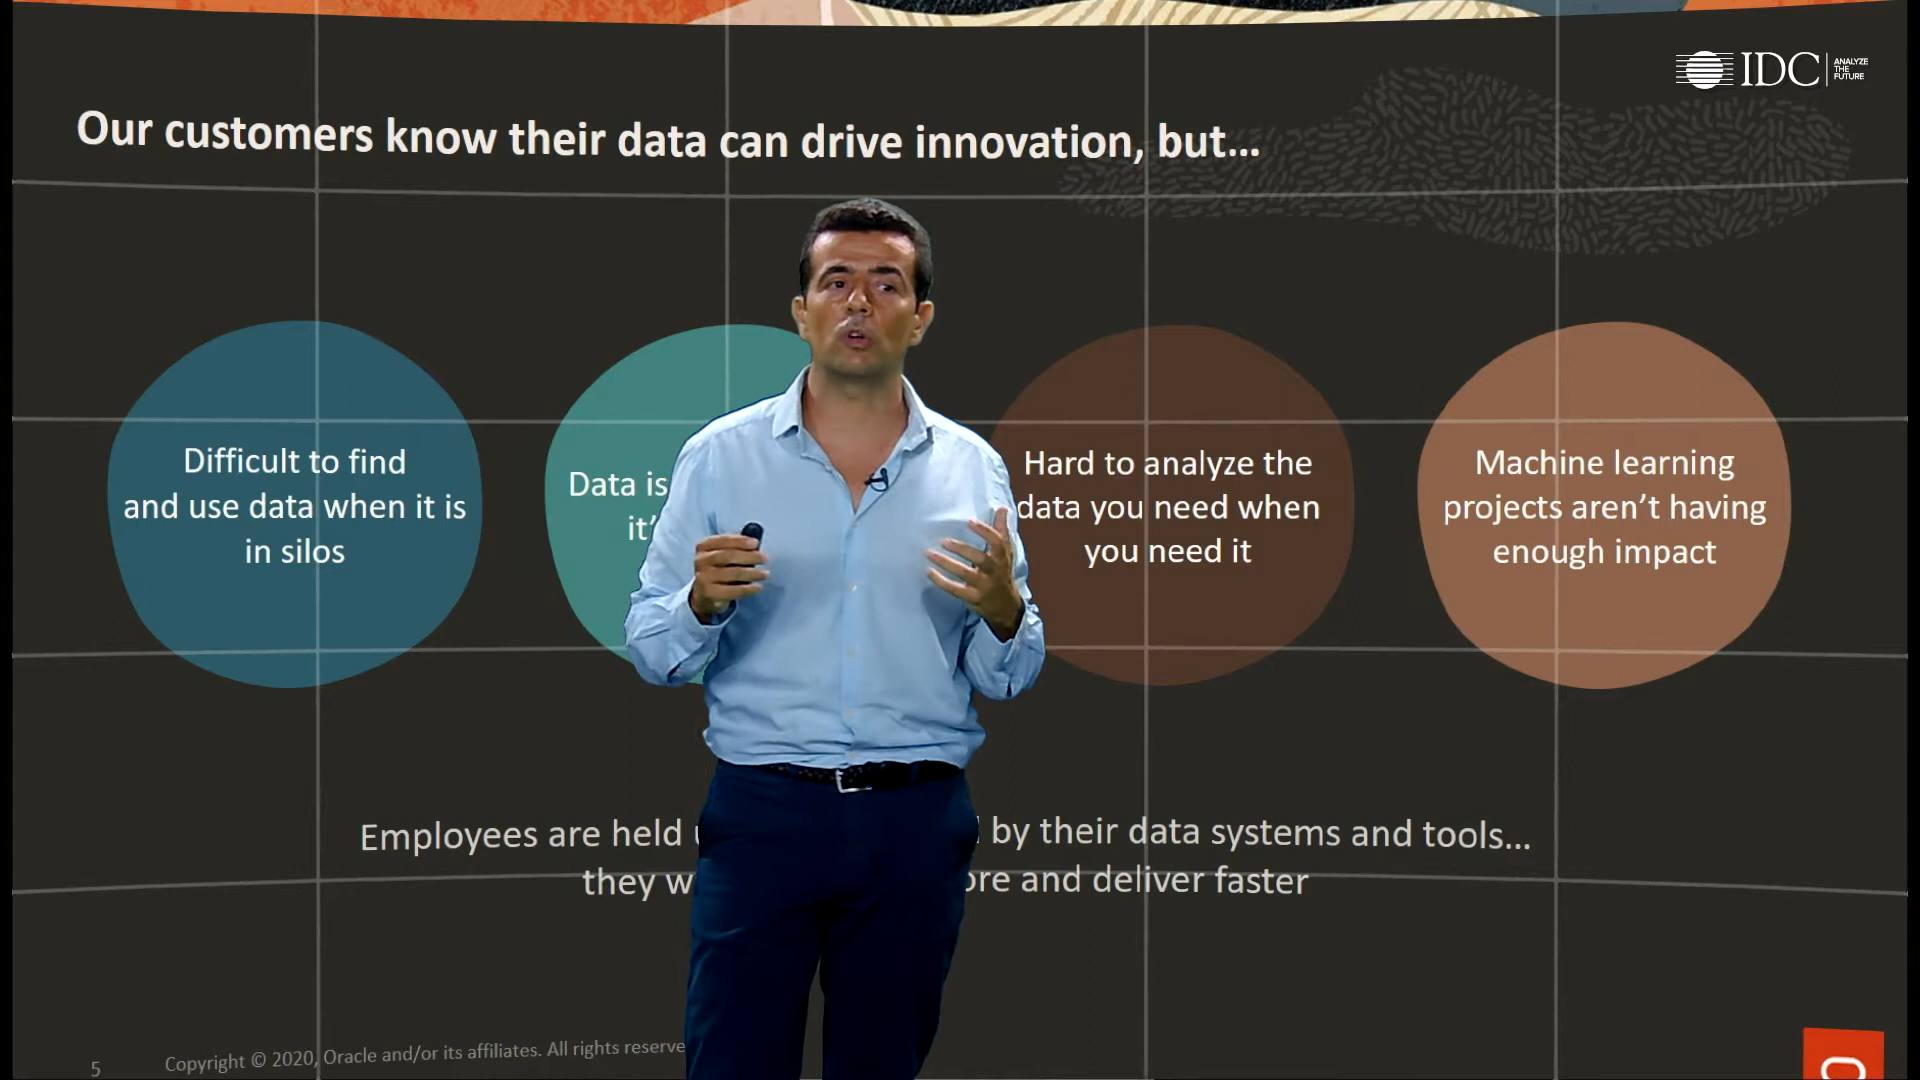 IDC
ANALYZE
THE
FUTURE
Our customers know their data can drive innovation, but...
Difficult to find
and use data when it is
in silos
Data is
it'
Hard to analyze the
data you need when
you need it
Machine learning
projects aren't having
enough impact
Employees are held by their data systems and tools...
they and deliver faster
5
Copyright © 2020, Oracle and/or its affiliates. All rights reserve